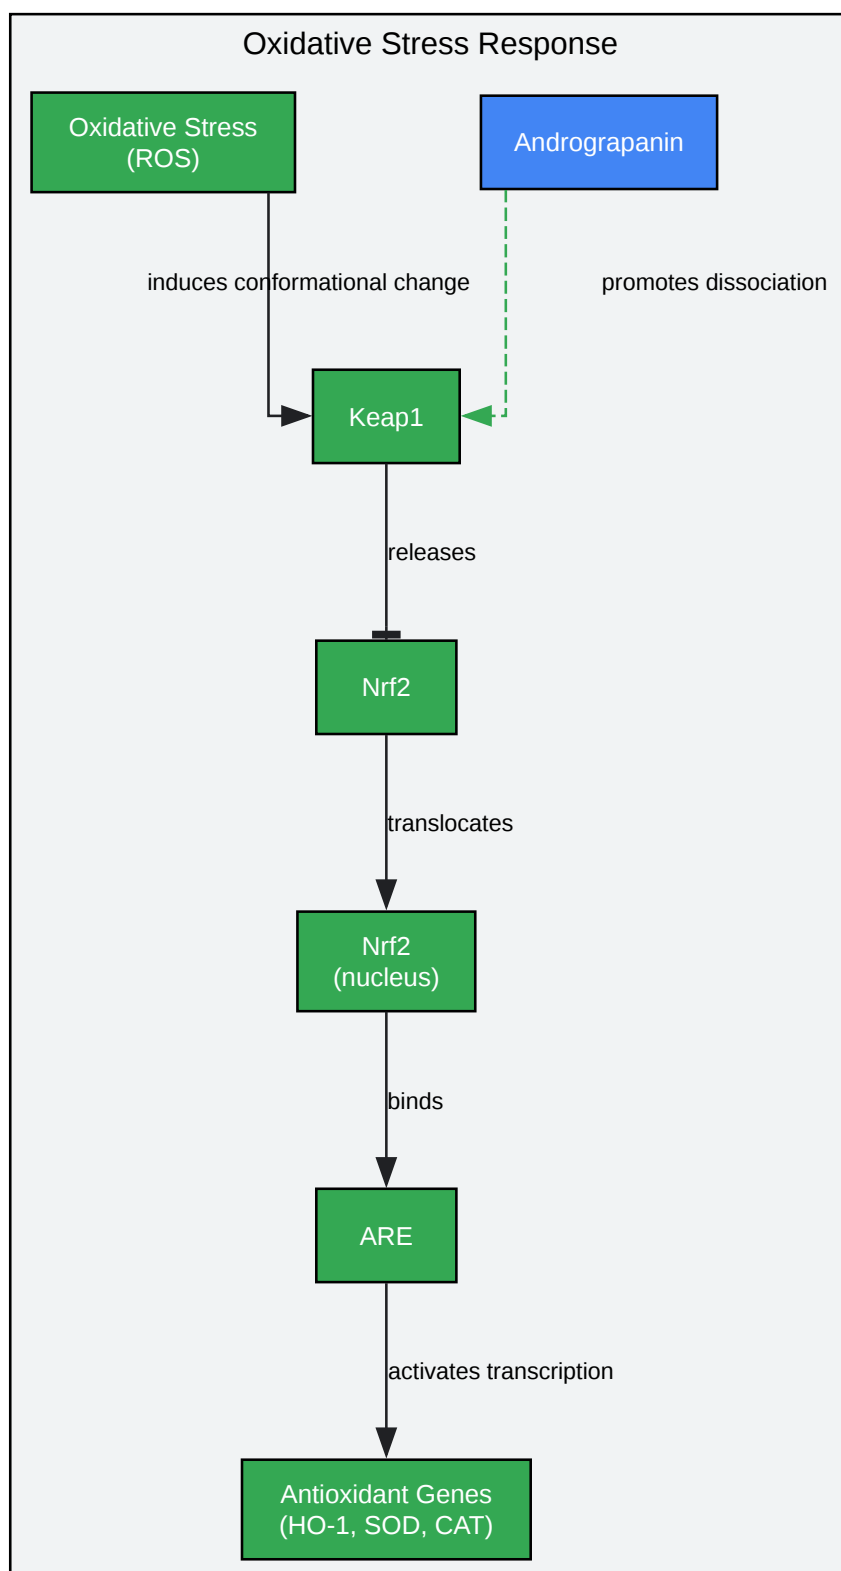 Oxidative Stress Response
Oxidative Stress
(ROS)
Andrograpanin
induces conformational change
promotes dissociation
Keap1
releases
Nrf2
translocates
Nrf2
(nucleus)
binds
ARE
activates transcription
Antioxidant Genes
(HO-1, SOD, CAT)